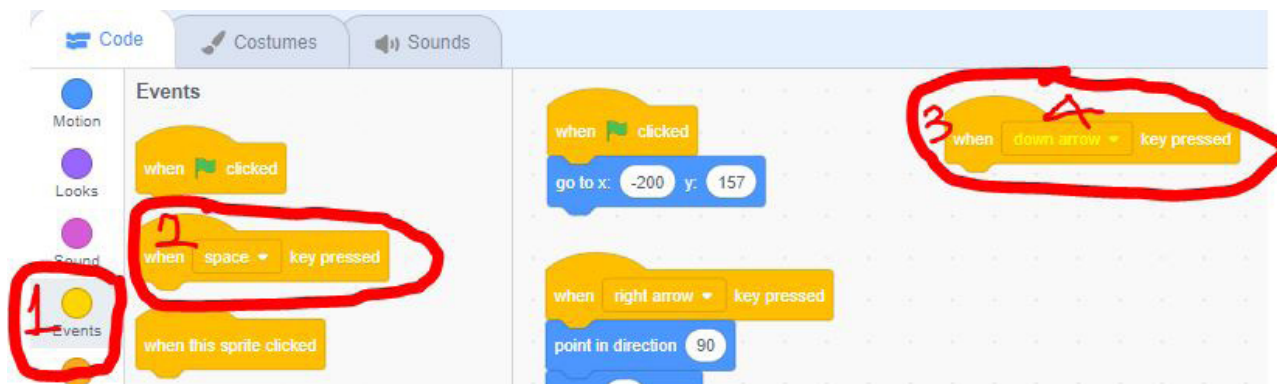 Code
Costumes
Sounds
Motion
Looks
Sound
Events
Events
when clicked
when space key pressed
when this sprite clicked
when clicked
go to x: -200 y: 157
when right arrow key pressed
point in direction 90
when down arrow key pressed
1
2
3
4